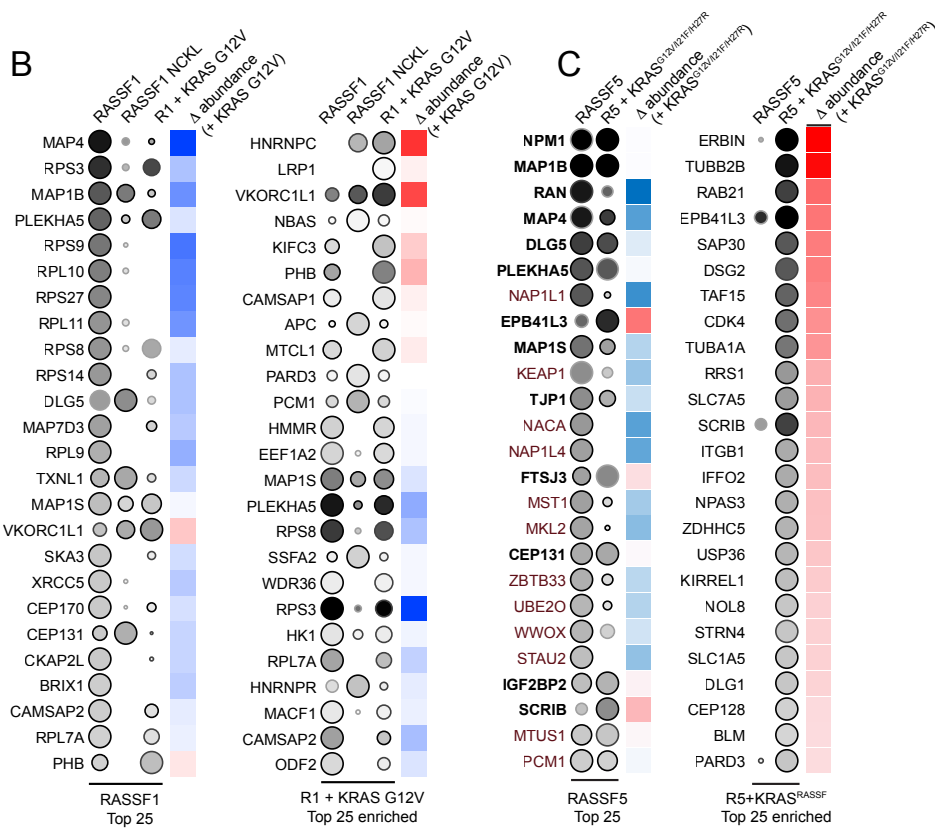 B
RASSF1
RASSF1 NCKL
R1 + KRAS G12V
Δ abundance
(+ KRAS G12V)
MAP4
RPS3
MAP1B
PLEKHA5
RPS9
RPL10
RPS27
RPL11
RPS8
RPS14
DLG5
MAP7D3
RPL9
TXNL1
MAP1S
VKORC1L1
SKA3
XRCC5
CEP170
CEP131
CKAP2L
BRIX1
CAMSAP2
RPL7A
PHB
RASSF1
Top 25
RASSF1
RASSF1 NCKL
R1 + KRAS G12V
Δ abundance
(+ KRAS G12V)
HNRNPC
LRP1
VKORC1L1
NBAS
KIFC3
PHB
CAMSAP1
APC
MTCL1
PARD3
PCM1
HMMR
EEF1A2
MAP1S
PLEKHA5
RPS8
SSFA2
WDR36
RPS3
HK1
RPL7A
HNRNPR
MACF1
CAMSAP2
ODF2
R1 + KRAS G12V
Top 25 enriched
C
RASSF5
R5 + KRAS^G12V/I21F/H27R
Δ abundance
(+ KRAS^G12V/I21F/H27R)
NPM1
MAP1B
RAN
MAP4
DLG5
PLEKHA5
NAP1L1
EPB41L3
MAP1S
KEAP1
TJP1
NACA
NAP1L4
FTSJ3
MST1
MKL2
CEP131
ZBTB33
UBE2O
WWOX
STAU2
IGF2BP2
SCRIB
MTUS1
PCM1
RASSF5
Top 25
RASSF5
R5 + KRAS^G12V/I21F/H27R
Δ abundance
(+ KRAS^G12V/I21F/H27R)
ERBIN
TUBB2B
RAB21
EPB41L3
SAP30
DSG2
TAF15
CDK4
TUBA1A
RRS1
SLC7A5
SCRIB
ITGB1
IFFO2
NPAS3
ZDHHC5
USP36
KIRREL1
NOL8
STRN4
SLC1A5
DLG1
CEP128
BLM
PARD3
R5+KRAS^RASSF
Top 25 enriched